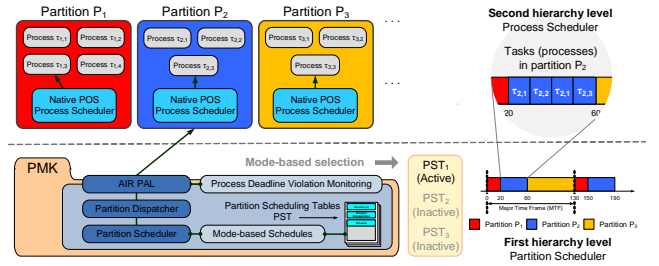 Partition P1
Partition P2
Partition P3
. . .
Process τ1,1
Process τ1,2
Process τ1,3
Process τ1,4
Native POS
Process Scheduler
Process τ2,1
Process τ2,2
Process τ2,3
Native POS
Process Scheduler
Process τ3,1
Process τ3,2
Process τ3,3
Native POS
Process Scheduler
. . .
Second hierarchy level
Process Scheduler
Tasks (processes)
in partition P2
τ2,1
τ2,2
τ2,1
τ2,3
20
60
PMK
Mode-based selection
AIR PAL
Process Deadline Violation Monitoring
Partition Dispatcher
Partition Scheduling Tables
PST
Partition Scheduler
Mode-based Schedules
PST1
(Active)
PST2
(Inactive)
PST3
(Inactive)
0
20
60
130
150
190
Major Time Frame (MTF)
Partition P1
Partition P2
Partition P3
First hierarchy level
Partition Scheduler